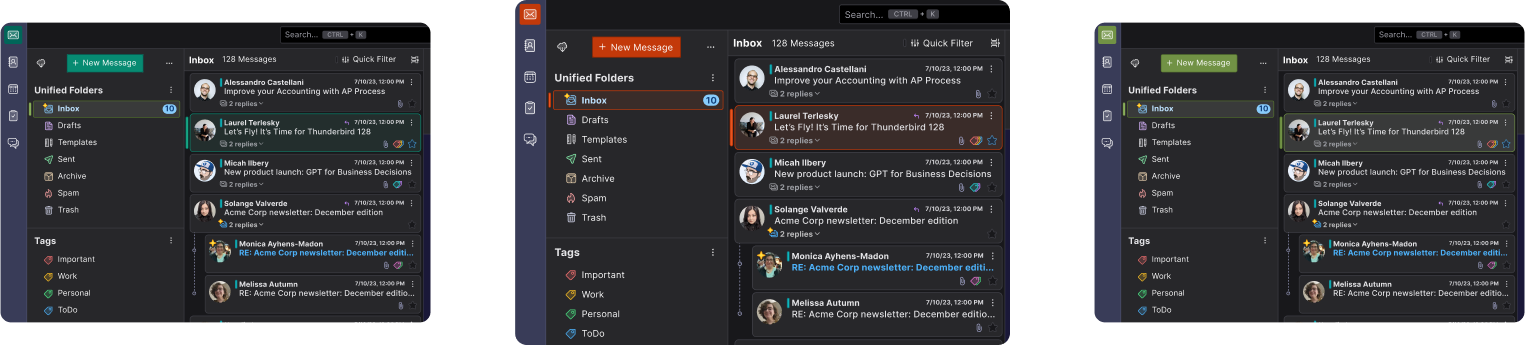 Search... CTRL + K
+ New Message
Inbox 128 Messages
Quick Filter
Unified Folders
Inbox 10
Drafts
Templates
Sent
Archive
Spam
Trash
Tags
Important
Work
Personal
ToDo
Alessandro Castellani 7/10/23, 12:00 PM
Improve your Accounting with AP Process
2 replies
Laurel Terlesky 7/10/23, 12:00 PM
Let's Fly! It's Time for Thunderbird 128
2 replies
Micah Ilbery 7/10/23, 12:00 PM
New product launch: GPT for Business Decisions
2 replies
Solange Valverde 7/10/23, 12:00 PM
Acme Corp newsletter: December edition
2 replies
Monica Ayhens-Madon 7/10/23, 12:00 PM
RE: Acme Corp newsletter: December editi...
Melissa Autumn 7/10/23, 12:00 PM
RE: Acme Corp newsletter: December editio...
Search... CTRL + K
+ New Message
Inbox 128 Messages
Quick Filter
Unified Folders
Inbox 10
Drafts
Templates
Sent
Archive
Spam
Trash
Tags
Important
Work
Personal
ToDo
Alessandro Castellani 7/10/23, 12:00 PM
Improve your Accounting with AP Process
2 replies
Laurel Terlesky 7/10/23, 12:00 PM
Let's Fly! It's Time for Thunderbird 128
2 replies
Micah Ilbery 7/10/23, 12:00 PM
New product launch: GPT for Business Decisions
2 replies
Solange Valverde 7/10/23, 12:00 PM
Acme Corp newsletter: December edition
2 replies
Monica Ayhens-Madon 7/10/23, 12:00 PM
RE: Acme Corp newsletter: December editi...
Melissa Autumn 7/10/23, 12:00 PM
RE: Acme Corp newsletter: December editio...
Search... CTRL + K
+ New Message
Inbox 128 Messages
Quick Filter
Unified Folders
Inbox 10
Drafts
Templates
Sent
Archive
Spam
Trash
Tags
Important
Work
Personal
ToDo
Alessandro Castellani 7/10/23, 12:00 PM
Improve your Accounting with AP Process
2 replies
Laurel Terlesky 7/10/23, 12:00 PM
Let's Fly! It's Time for Thunderbird 128
2 replies
Micah Ilbery 7/10/23, 12:00 PM
New product launch: GPT for Business Decisions
2 replies
Solange Valverde 7/10/23, 12:00 PM
Acme Corp newsletter: December edition
2 replies
Monica Ayhens-Madon 7/10/23, 12:00 PM
RE: Acme Corp newsletter: December editi...
Melissa Autumn 7/10/23, 12:00 PM
RE: Acme Corp newsletter: December editio...